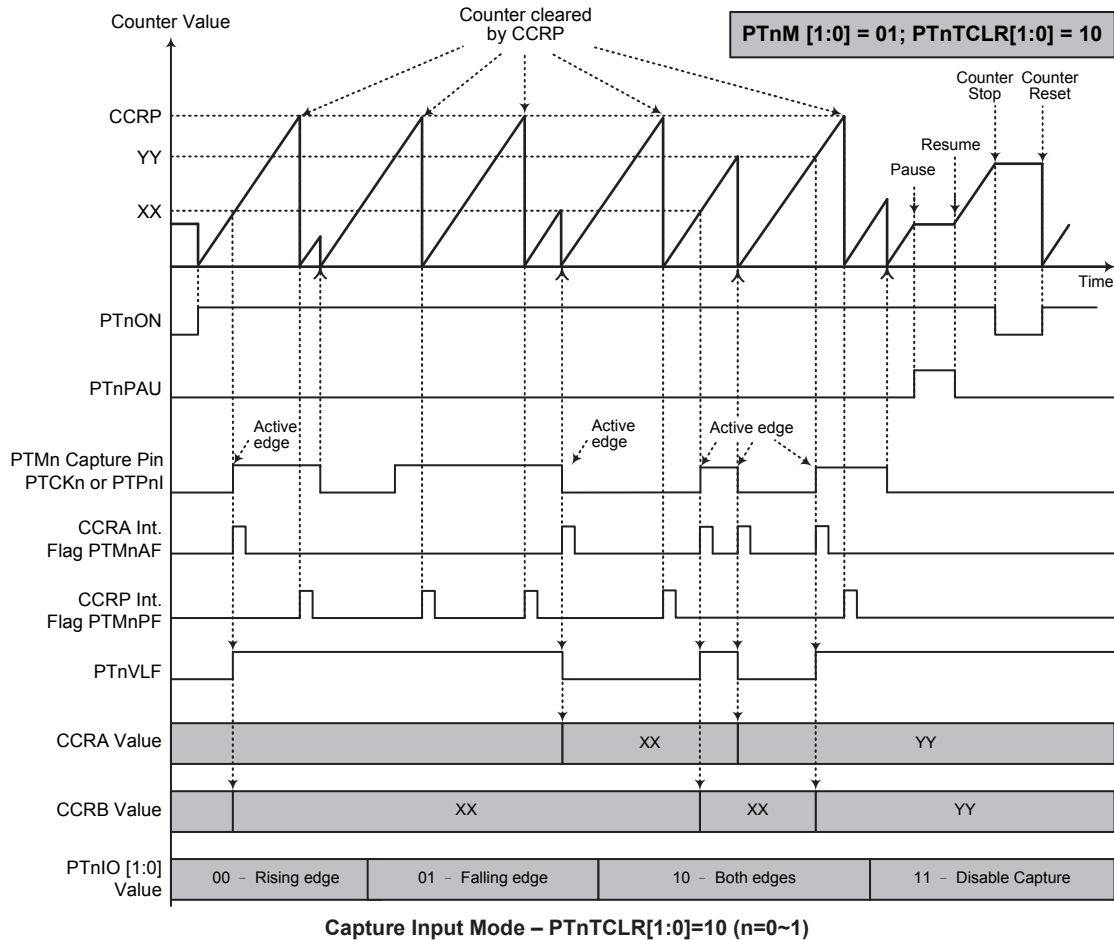 Counter Value
Counter cleared
by CCRP
PTnM [1:0] = 01; PTnTCLR[1:0] = 10
Counter
Stop
Counter
Reset
CCRP
YY
XX
Pause
Resume
Time
PTnON
PTnPAU
Active
edge
Active
edge
Active edge
PTMn Capture Pin
PTCKn or PTPnI
CCRA Int.
Flag PTMnAF
CCRP Int.
Flag PTMnPF
PTnVLF
CCRA Value
XX
YY
CCRB Value
XX
XX
YY
PTnIO [1:0]
Value
00 – Rising edge
01 – Falling edge
10 – Both edges
11 – Disable Capture
Capture Input Mode – PTnTCLR[1:0]=10 (n=0~1)